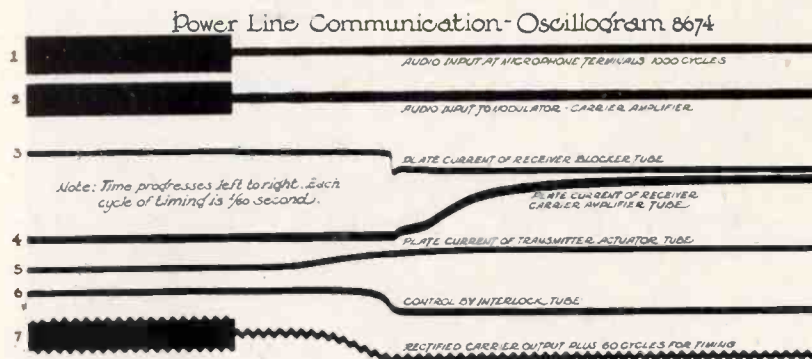 Power Line Communication - Oscillogram 8674
1
AUDIO INPUT AT MICROPHONE TERMINALS 1000 CYCLES
2
AUDIO INPUT TO MODULATOR - CARRIER AMPLIFIER
3
PLATE CURRENT OF RECEIVER BLOCKER TUBE
Note: Time progresses left to right. Each
cycle of timing is 1/60 second.
PLATE CURRENT OF RECEIVER
CARRIER AMPLIFIER TUBE
4
PLATE CURRENT OF TRANSMITTER ACTUATOR TUBE
5
6
CONTROL BY INTERLOCK TUBE
7
RECTIFIED CARRIER OUTPUT PLUS 60 CYCLES FOR TIMING